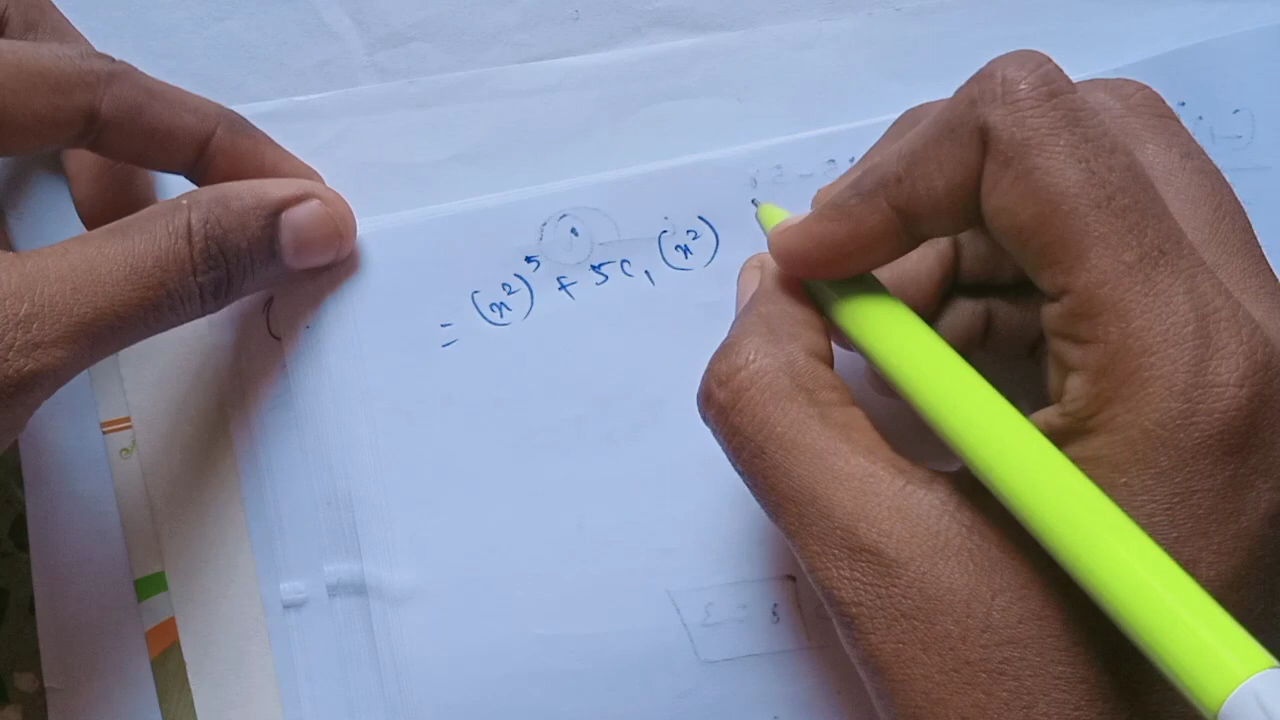 = (x²)⁵ + 5c₁ (x²)